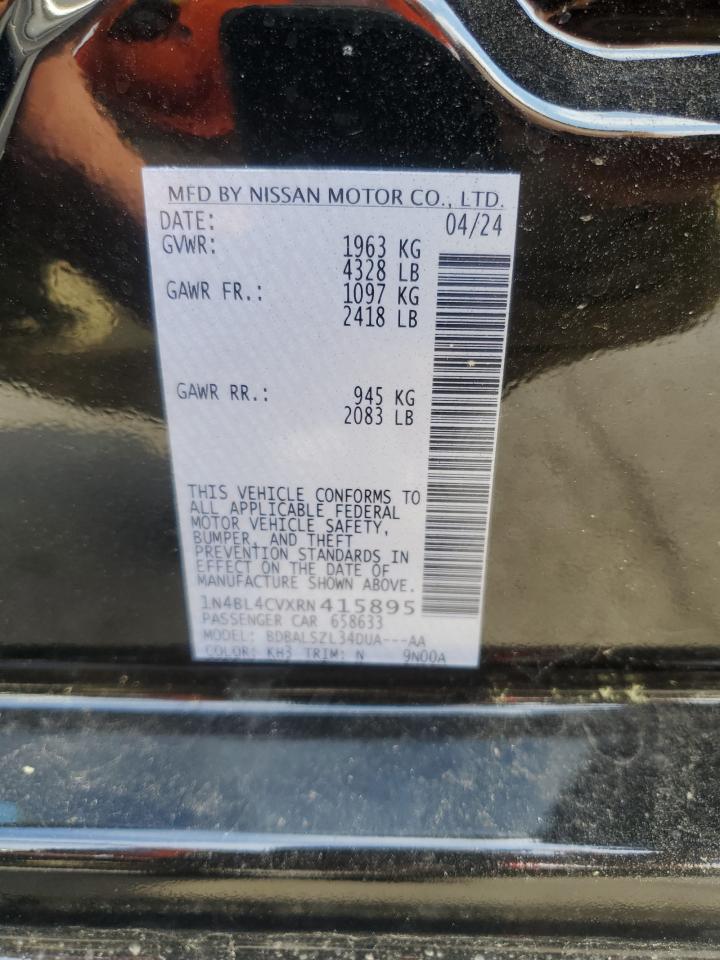 MFD BY NISSAN MOTOR CO., LTD.
DATE: 04/24
GVWR: 1963 KG
4328 LB
GAWR FR.: 1097 KG
2418 LB
GAWR RR.: 945 KG
2083 LB
THIS VEHICLE CONFORMS TO
ALL APPLICABLE FEDERAL
MOTOR VEHICLE SAFETY,
BUMPER, AND THEFT
PREVENTION STANDARDS IN
EFFECT ON THE DATE OF
MANUFACTURE SHOWN ABOVE.
1N4BL4CVXRN415895
PASSENGER CAR 658633
MODEL: BDBALSZL34DUA---AA
COLOR: KH3 TRIM: N 9N00A